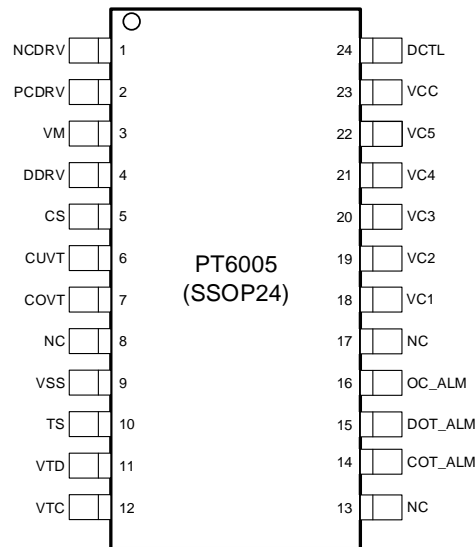 NCDRV 1 24 DCTL
PCDRV 2 23 VCC
VM 3 22 VC5
DDRV 4 21 VC4
CS 5 20 VC3
CUVT 6 19 VC2
PT6005
(SSOP24)
COVT 7 18 VC1
NC 8 17 NC
VSS 9 16 OC_ALM
TS 10 15 DOT_ALM
VTD 11 14 COT_ALM
VTC 12 13 NC